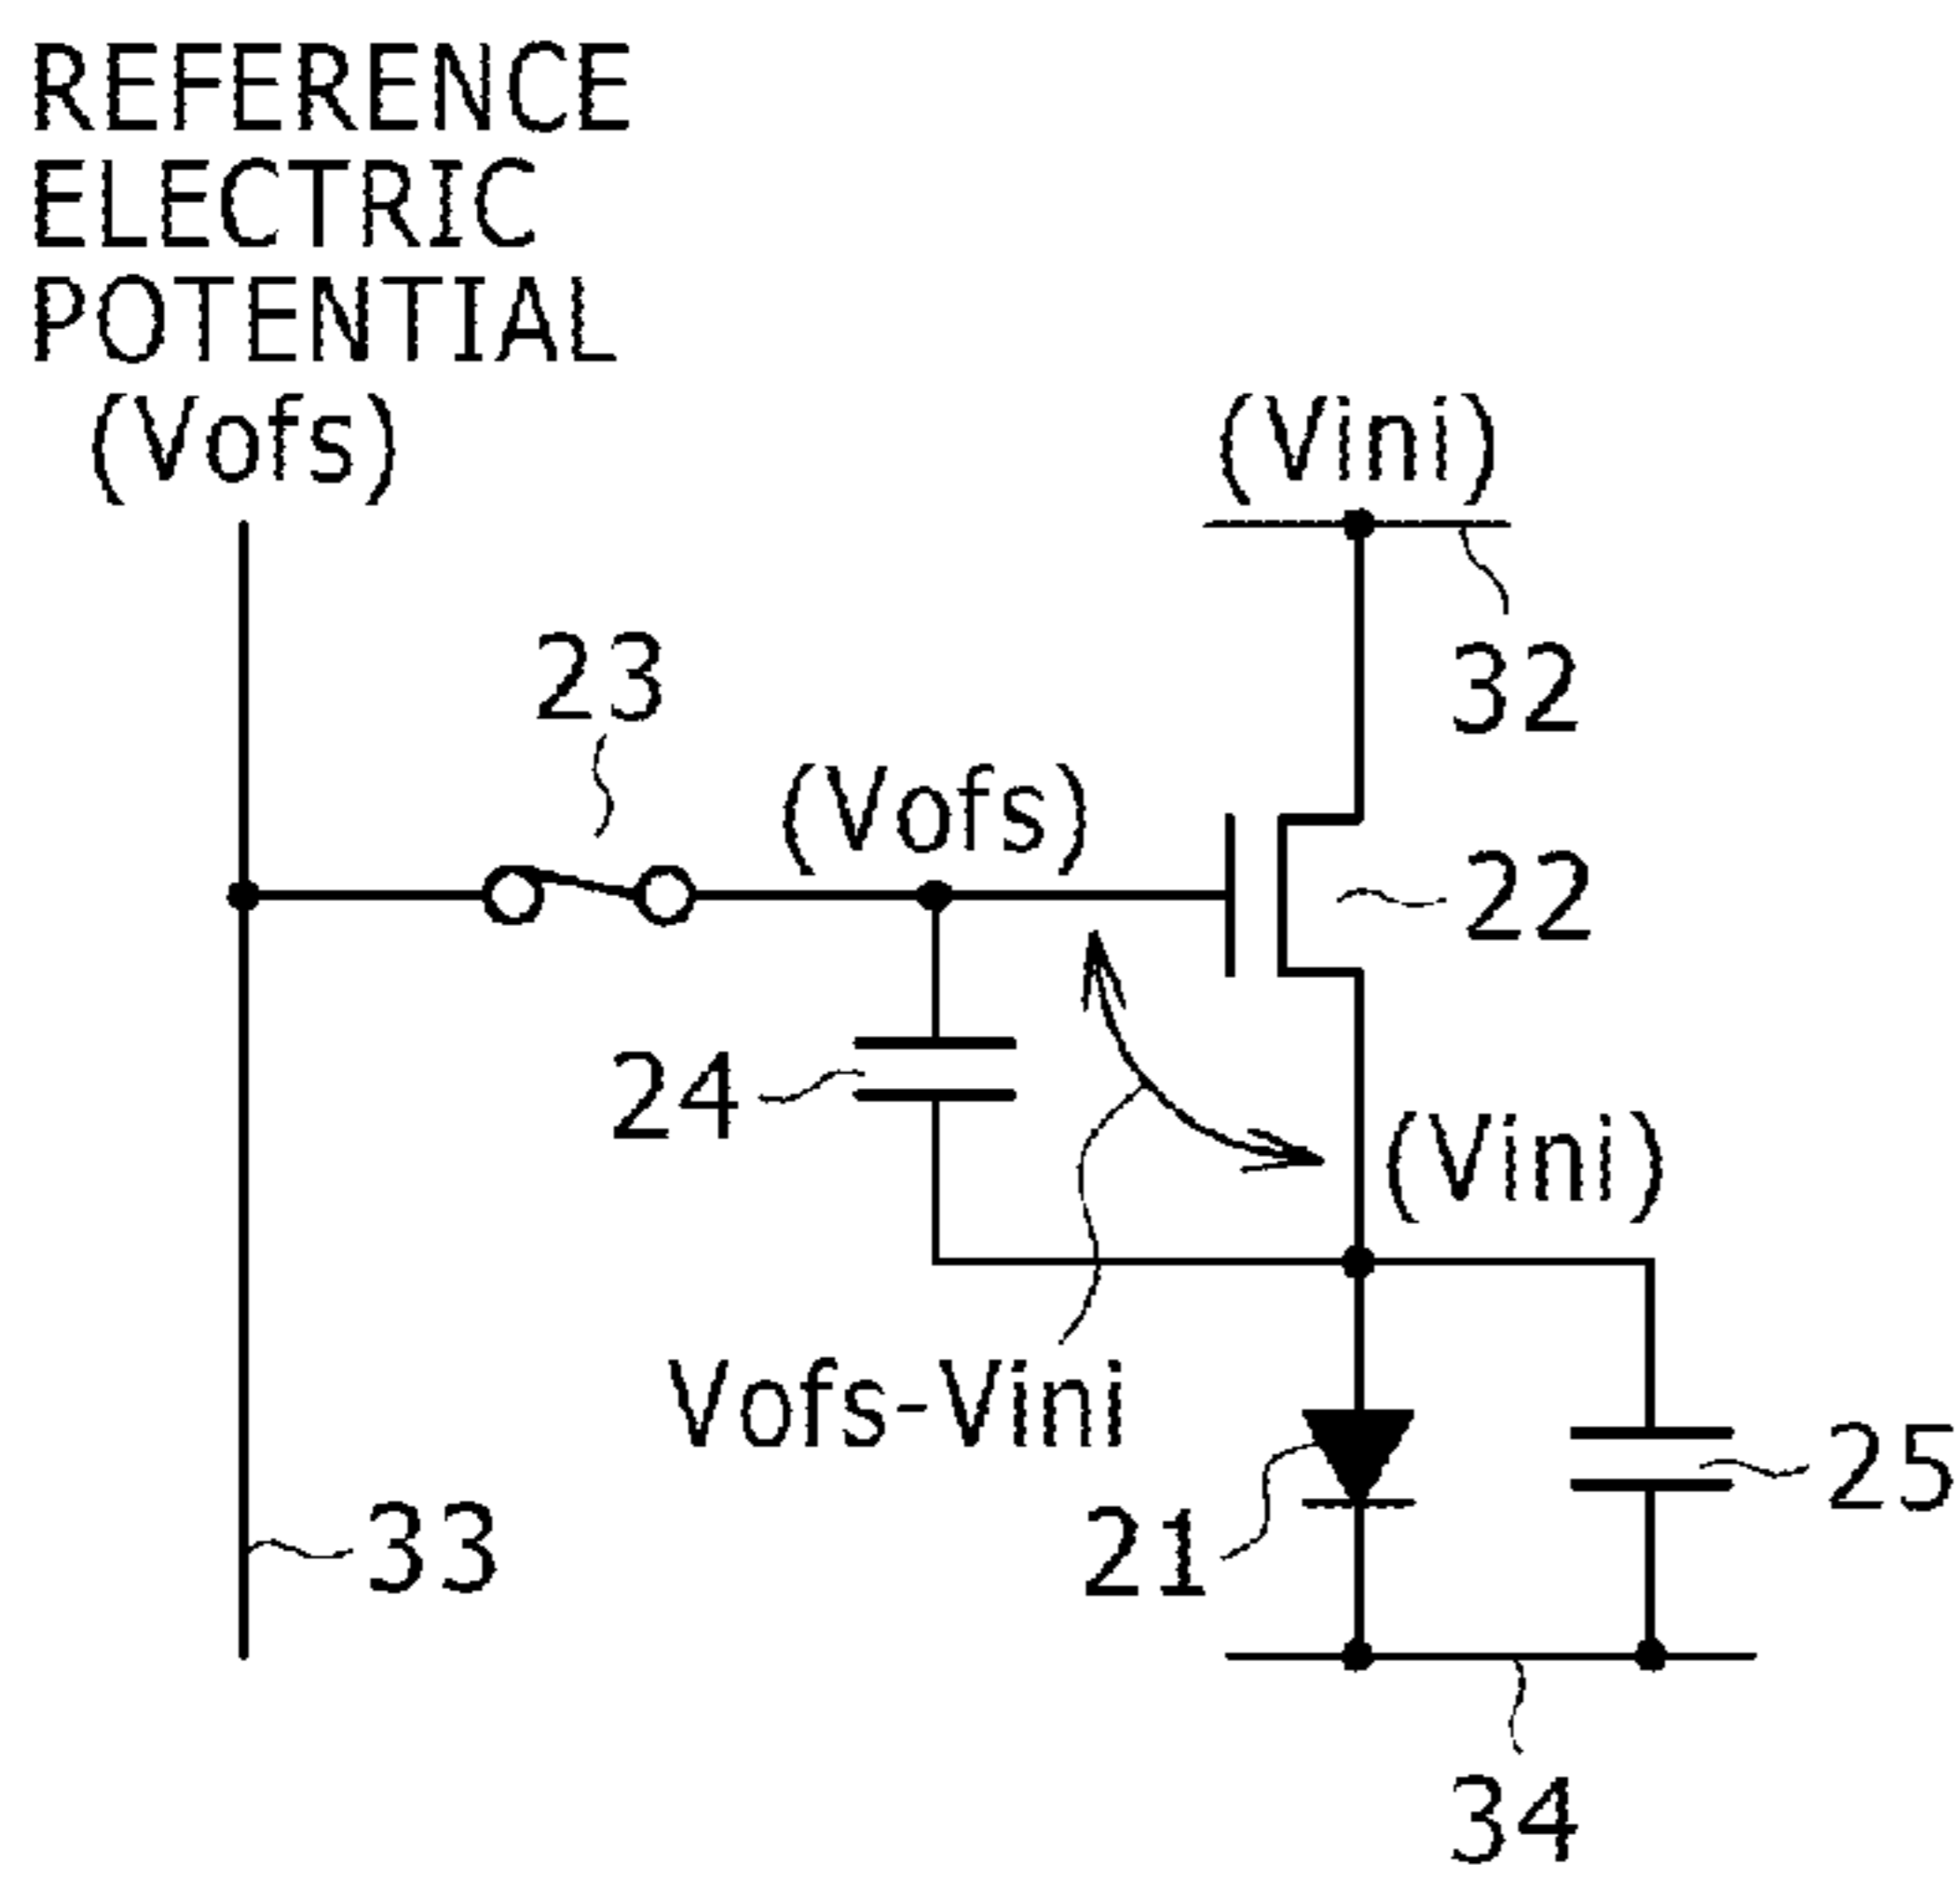 REFERENCE
ELECTRIC
POTENTIAL
(Vofs)
(Vini)
32
23
(Vofs)
22
24
(Vini)
Vofs-Vini
25
21
33
34